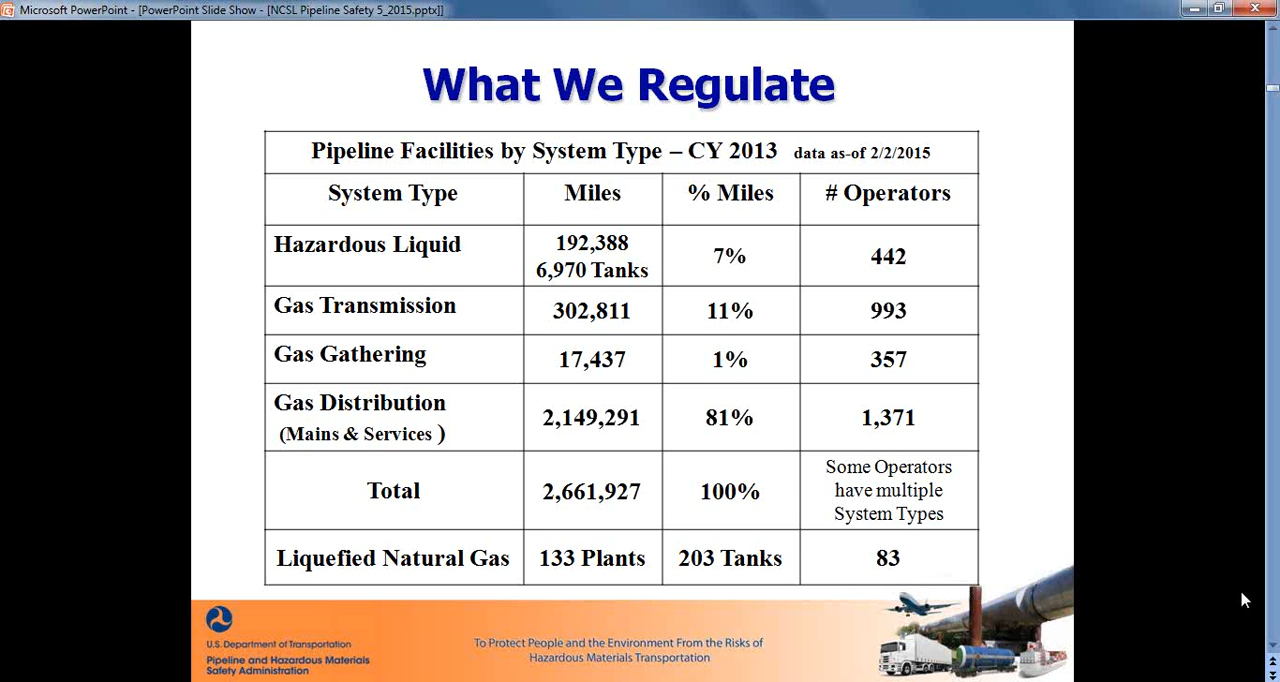 Microsoft PowerPoint - [PowerPoint Slide Show - [NCSL Pipeline Safety 5_2015.pptx]]
What We Regulate
Pipeline Facilities by System Type – CY 2013 data as-of 2/2/2015
System Type Miles % Miles # Operators
Hazardous Liquid 192,388 7% 442
6,970 Tanks
Gas Transmission 302,811 11% 993
Gas Gathering 17,437 1% 357
Gas Distribution 2,149,291 81% 1,371
(Mains & Services )
Total 2,661,927 100% Some Operators
have multiple
System Types
Liquefied Natural Gas 133 Plants 203 Tanks 83
U.S. Department of Transportation
Pipeline and Hazardous Materials
Safety Administration
To Protect People and the Environment From the Risks of
Hazardous Materials Transportation